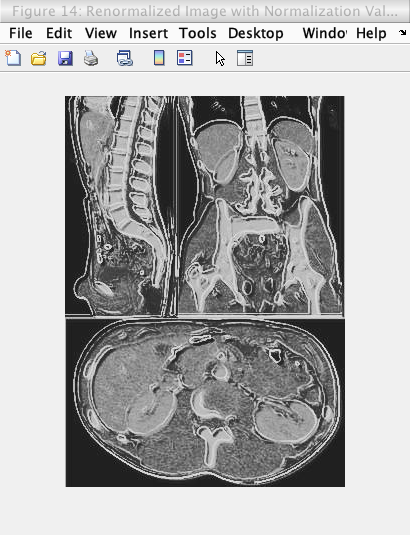 Figure 14: Renormalized Image with Normalization Val...
File Edit View Insert Tools Desktop Windo Help